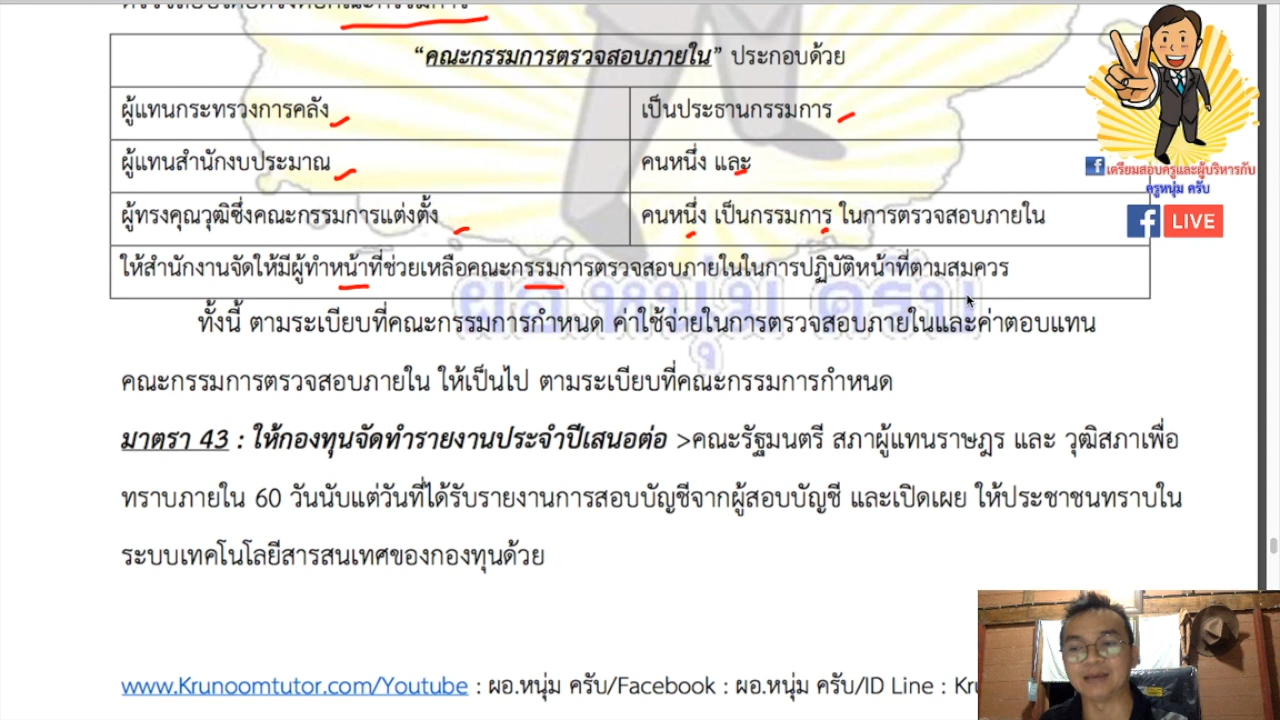 “คณะกรรมการตรวจสอบภายใน” ประกอบด้วย
ผู้แทนกระทรวงการคลัง เป็นประธานกรรมการ
ผู้แทนสำนักงบประมาณ คนหนึ่ง และ
ผู้ทรงคุณวุฒิซึ่งคณะกรรมการแต่งตั้ง คนหนึ่ง เป็นกรรมการ ในการตรวจสอบภายใน
ให้สำนักงานจัดให้มีผู้ทำหน้าที่ช่วยเหลือคณะกรรมการตรวจสอบภายในในการปฏิบัติหน้าที่ตามสมควร
ทั้งนี้ ตามระเบียบที่คณะกรรมการกำหนด ค่าใช้จ่ายในการตรวจสอบภายในและค่าตอบแทน
คณะกรรมการตรวจสอบภายใน ให้เป็นไป ตามระเบียบที่คณะกรรมการกำหนด
มาตรา 43 : ให้กองทุนจัดทำรายงานประจำปีเสนอต่อ >คณะรัฐมนตรี สภาผู้แทนราษฎร และ วุฒิสภาเพื่อ
ทราบภายใน 60 วันนับแต่วันที่ได้รับรายงานการสอบบัญชีจากผู้สอบบัญชี และเปิดเผย ให้ประชาชนทราบใน
ระบบเทคโนโลยีสารสนเทศของกองทุนด้วย
www.Krunoomtutor.com/Youtube : ผอ.หนุ่ม ครับ/Facebook : ผอ.หนุ่ม ครับ/ID Line :
ผอ.หนุ่ม ครับ
f เตรียมสอบครูและผู้บริหารกับ
ครูหนุ่ม ครับ
f LIVE